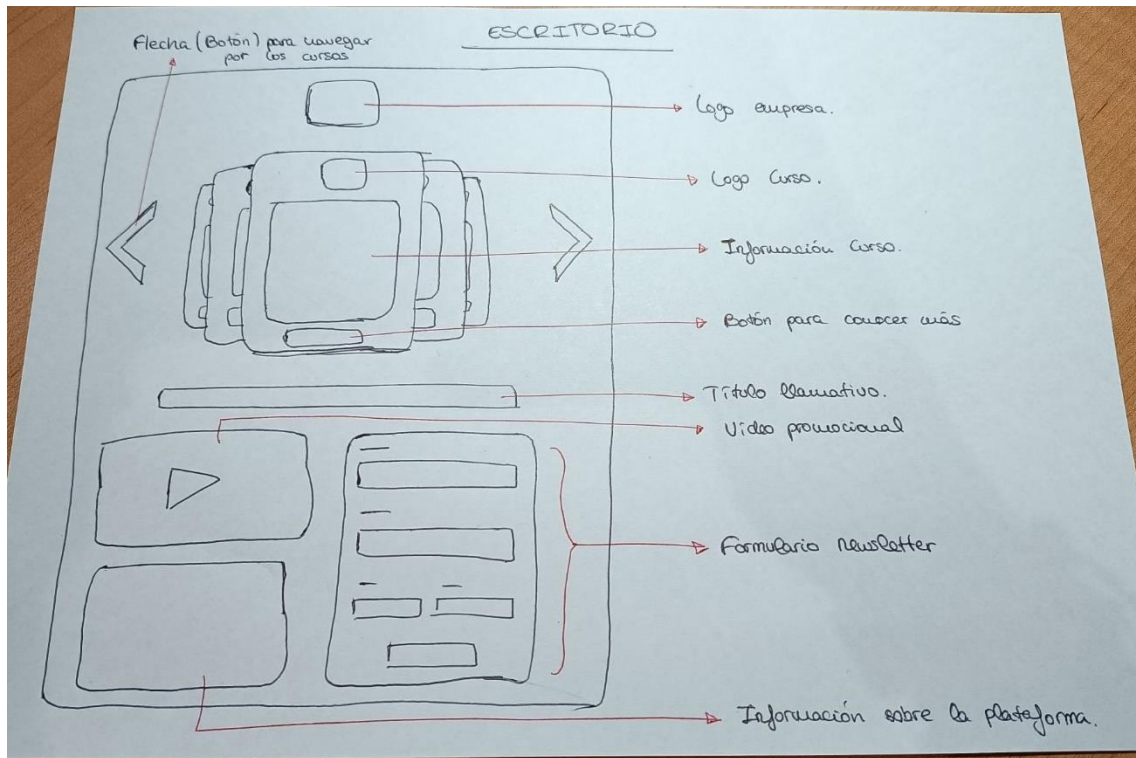 ESCRITORIO
Flecha (Botón) para navegar
por los cursos
Logo empresa.
Logo Curso.
Información Curso.
Botón para conocer más
Título llamativo.
Vídeo promocional
Formulario newsletter
Información sobre la plataforma.